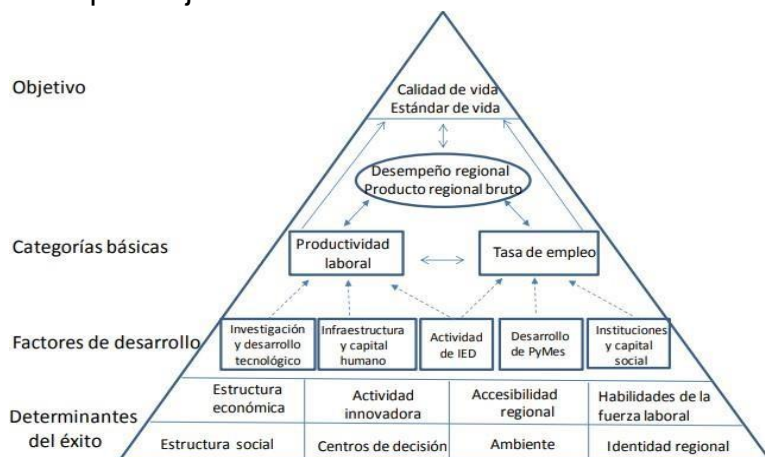 Objetivo
Calidad de vida
Estándar de vida
Desempeño regional
Producto regional bruto
Categorías básicas
Productividad
laboral
Tasa de empleo
Factores de desarrollo
Investigación
y desarrollo
tecnológico
Infraestructura
y capital
humano
Actividad
de IED
Desarrollo
de PyMes
Instituciones
y capital
social
Determinantes
del éxito
Estructura
económica
Actividad
innovadora
Accesibilidad
regional
Habilidades de la
fuerza laboral
Estructura social
Centros de decisión
Ambiente
Identidad regional